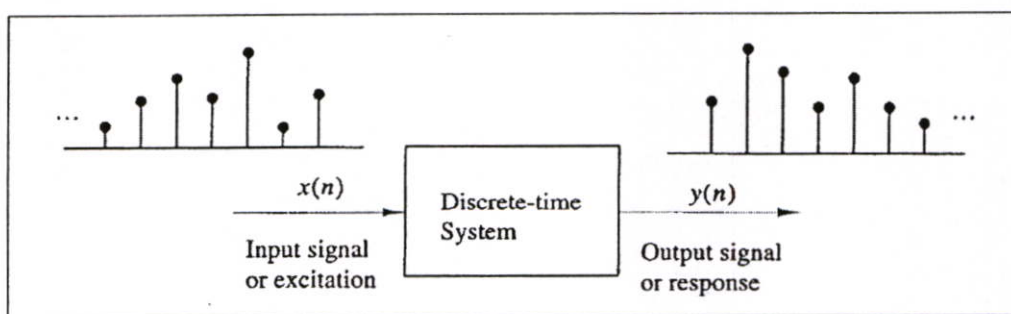 ...
...
x(n)
Discrete-time
System
y(n)
Input signal
or excitation
Output signal
or response